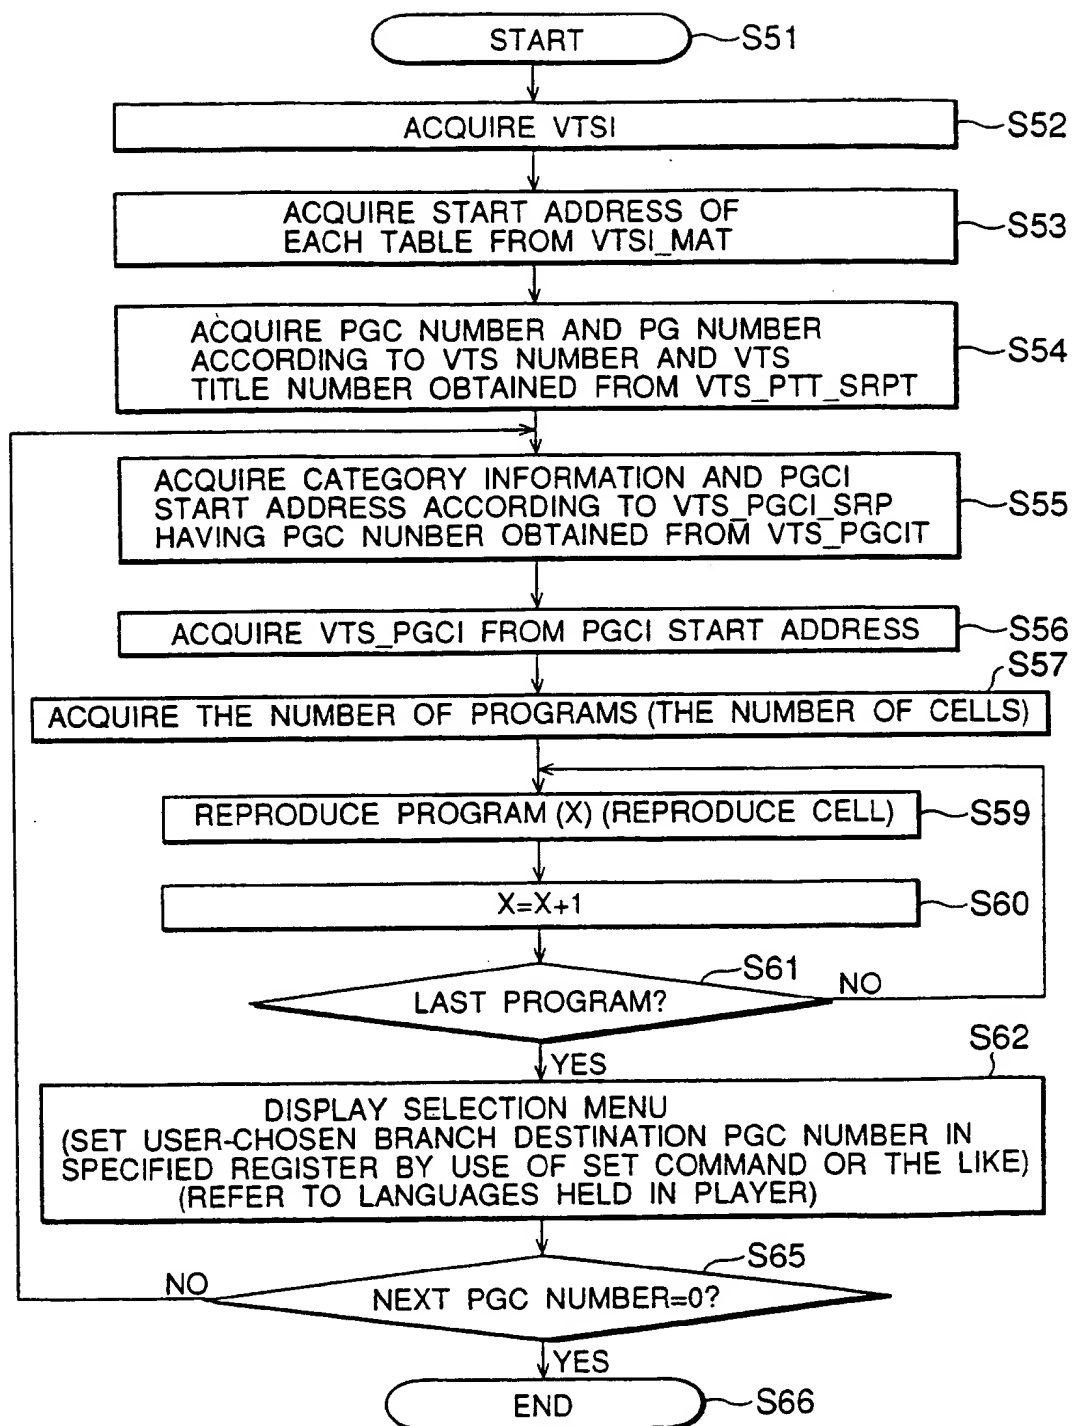 START
S51
ACQUIRE VTSI
S52
ACQUIRE START ADDRESS OF
EACH TABLE FROM VTSI_MAT
S53
ACQUIRE PGC NUMBER AND PG NUMBER
ACCORDING TO VTS NUMBER AND VTS
TITLE NUMBER OBTAINED FROM VTS_PTT_SRPT
S54
ACQUIRE CATEGORY INFORMATION AND PGCI
START ADDRESS ACCORDING TO VTS_PGCI_SRP
HAVING PGC NUNBER OBTAINED FROM VTS_PGCIT
S55
ACQUIRE VTS_PGCI FROM PGCI START ADDRESS
S56
S57
ACQUIRE THE NUMBER OF PROGRAMS (THE NUMBER OF CELLS)
REPRODUCE PROGRAM (X) (REPRODUCE CELL)
S59
X=X+1
S60
S61
LAST PROGRAM?
NO
YES
S62
DISPLAY SELECTION MENU
(SET USER-CHOSEN BRANCH DESTINATION PGC NUMBER IN
SPECIFIED REGISTER BY USE OF SET COMMAND OR THE LIKE)
(REFER TO LANGUAGES HELD IN PLAYER)
S65
NO
NEXT PGC NUMBER=0?
YES
END
S66